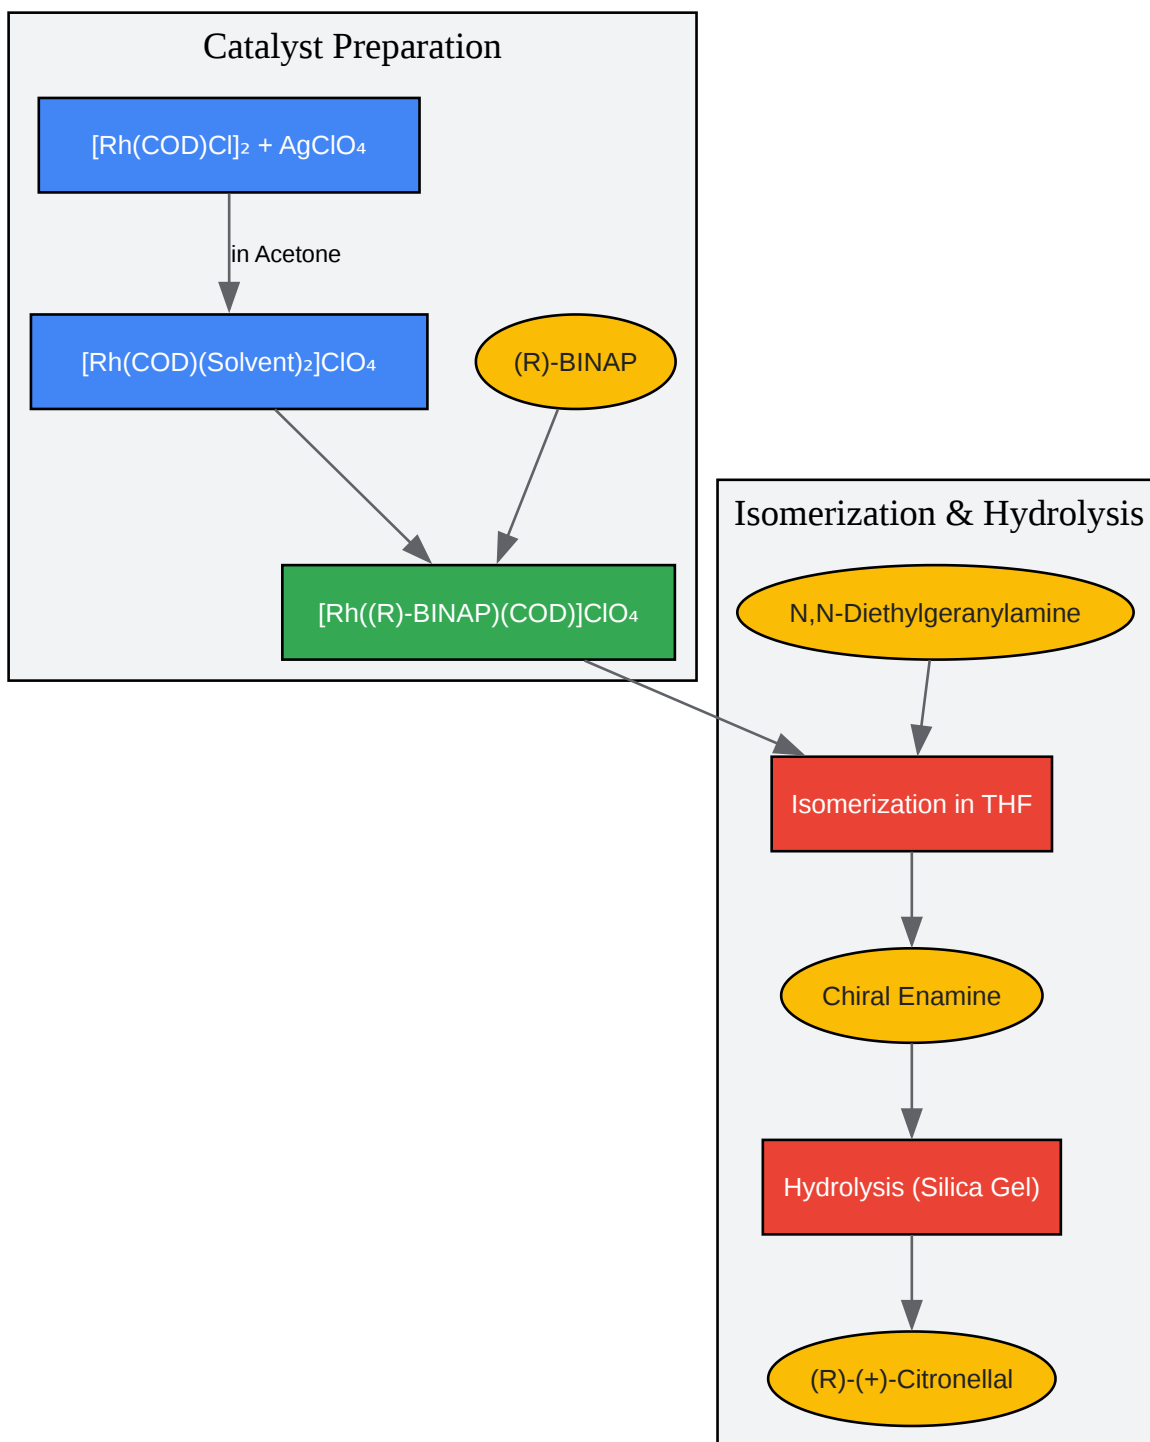 Catalyst Preparation
[Rh(COD)Cl]₂ + AgClO₄
in Acetone
[Rh(COD)(Solvent)₂]ClO₄
(R)-BINAP
[Rh((R)-BINAP)(COD)]ClO₄
Isomerization & Hydrolysis
N,N-Diethylgeranylamine
Isomerization in THF
Chiral Enamine
Hydrolysis (Silica Gel)
(R)-(+)-Citronellal